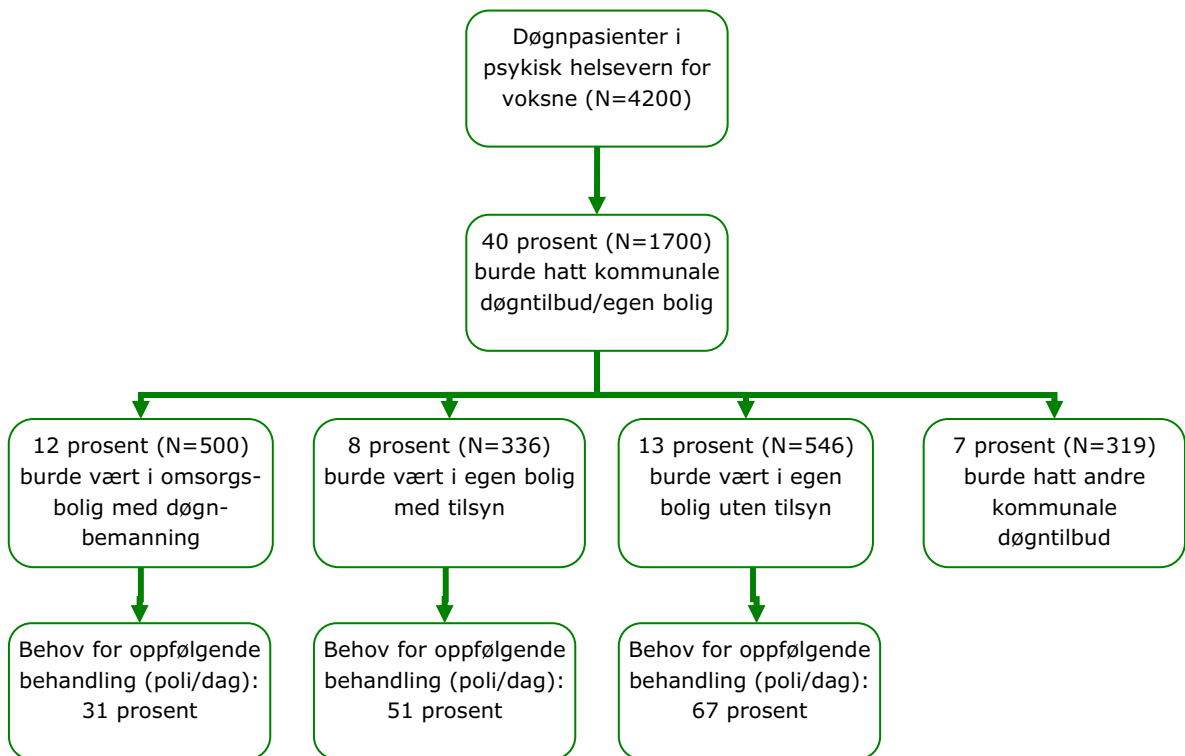 Døgnpasienter i
psykisk helsevern for
voksne (N=4200)
40 prosent (N=1700)
burde hatt kommunale
døgntilbud/egen bolig
12 prosent (N=500)
burde vært i omsorgs-
bolig med døgn-
bemanning
8 prosent (N=336)
burde vært i egen bolig
med tilsyn
13 prosent (N=546)
burde vært i egen
bolig uten tilsyn
7 prosent (N=319)
burde hatt andre
kommunale
døgntilbud
Behov for oppfølgende
behandling (poli/dag):
31 prosent
Behov for oppfølgende
behandling (poli/dag):
51 prosent
Behov for oppfølgende
behandling (poli/dag):
67 prosent